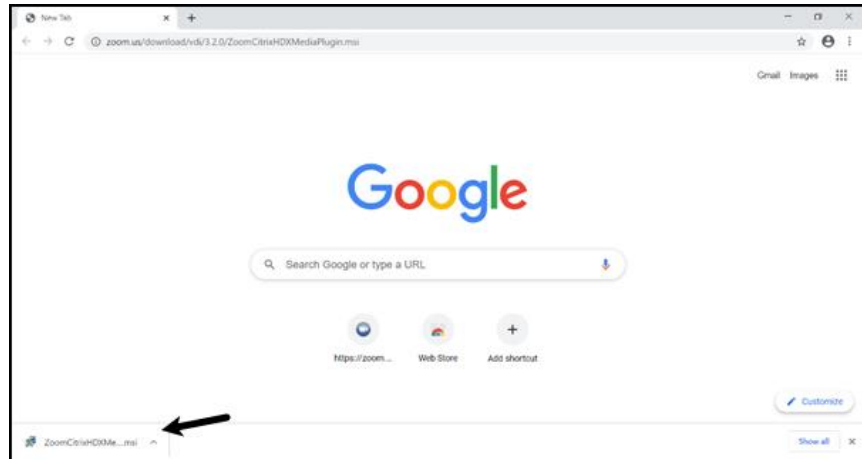 New Tab
zoom.us/download/vdi/3.2.0/ZoomCitrixHDXMediaPlugin.msi
Gmail Images
Google
Search Google or type a URL
https://zoom...
Web Store
Add shortcut
Customize
ZoomCitrixHDXMe...msi
Show all